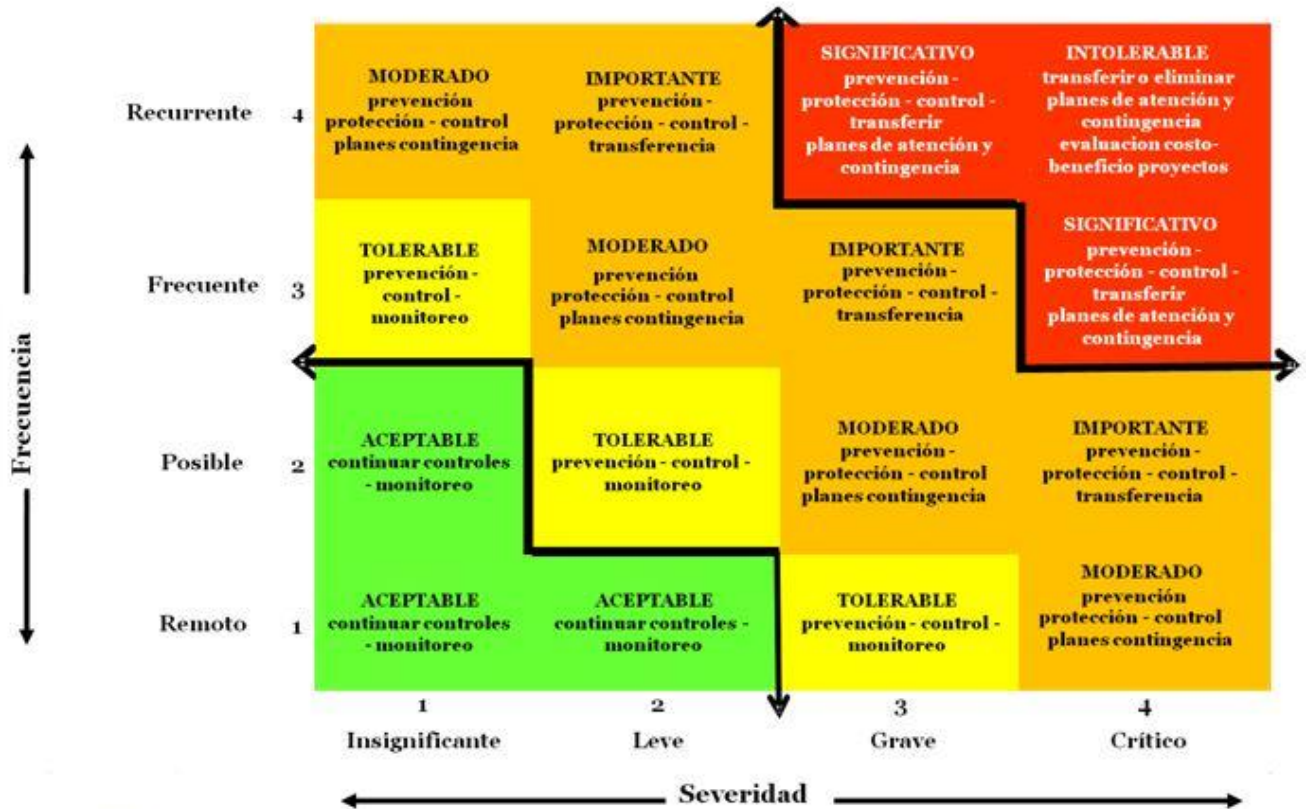 Frecuencia
Recurrente 4
MODERADO
prevención
protección - control
planes contingencia
IMPORTANTE
prevención -
protección - control -
transferencia
SIGNIFICATIVO
prevención -
protección - control -
transferir
planes de atención y
contingencia
INTOLERABLE
transferir o eliminar
planes de atención y
contingencia
evaluacion costo-
beneficio proyectos
Frecuente 3
TOLERABLE
prevención -
control -
monitoreo
MODERADO
prevención
protección - control
planes contingencia
IMPORTANTE
prevención -
protección - control -
transferencia
SIGNIFICATIVO
prevención -
protección - control -
transferir
planes de atención y
contingencia
Posible 2
ACEPTABLE
continuar controles
- monitoreo
TOLERABLE
prevención - control -
monitoreo
MODERADO
prevención -
protección - control
planes contingencia
IMPORTANTE
prevención -
protección - control -
transferencia
Remoto 1
ACEPTABLE
continuar controles
- monitoreo
ACEPTABLE
continuar controles -
monitoreo
TOLERABLE
prevención - control -
monitoreo
MODERADO
prevención
protección - control
planes contingencia
1 2 3 4
Insignificante Leve Grave Crítico
Severidad